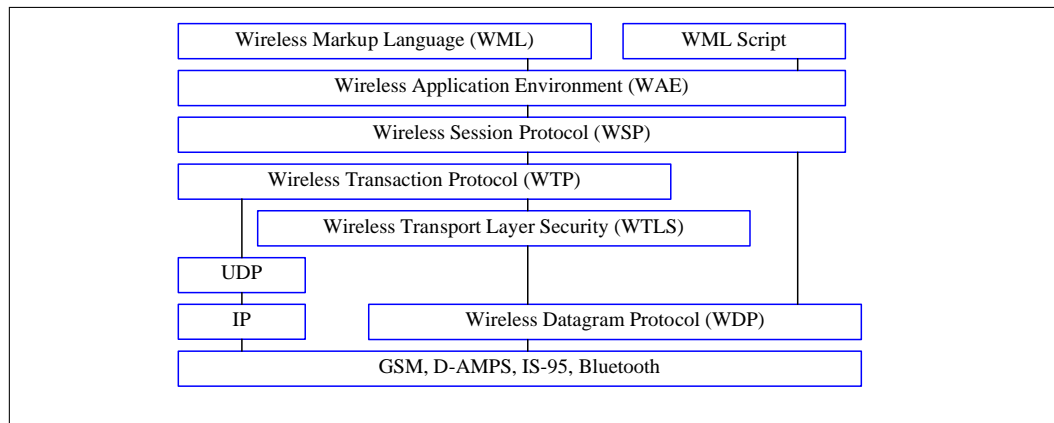 Wireless Markup Language (WML)
WML Script
Wireless Application Environment (WAE)
Wireless Session Protocol (WSP)
Wireless Transaction Protocol (WTP)
Wireless Transport Layer Security (WTLS)
UDP
IP
Wireless Datagram Protocol (WDP)
GSM, D-AMPS, IS-95, Bluetooth